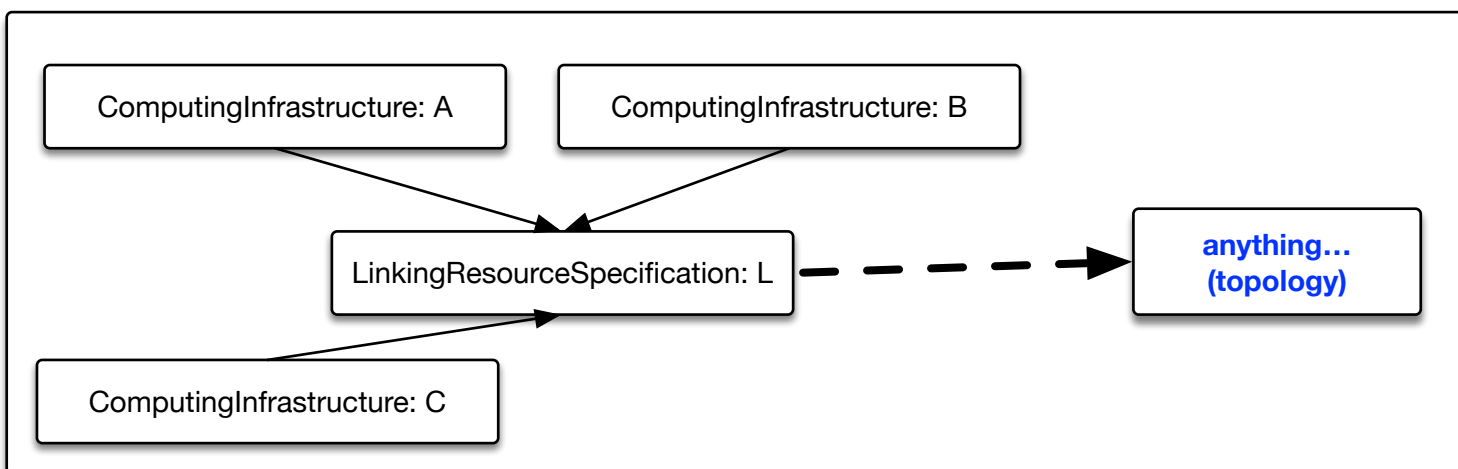 ComputingInfrastructure: A
ComputingInfrastructure: B
LinkingResourceSpecification: L
anything...
(topology)
ComputingInfrastructure: C